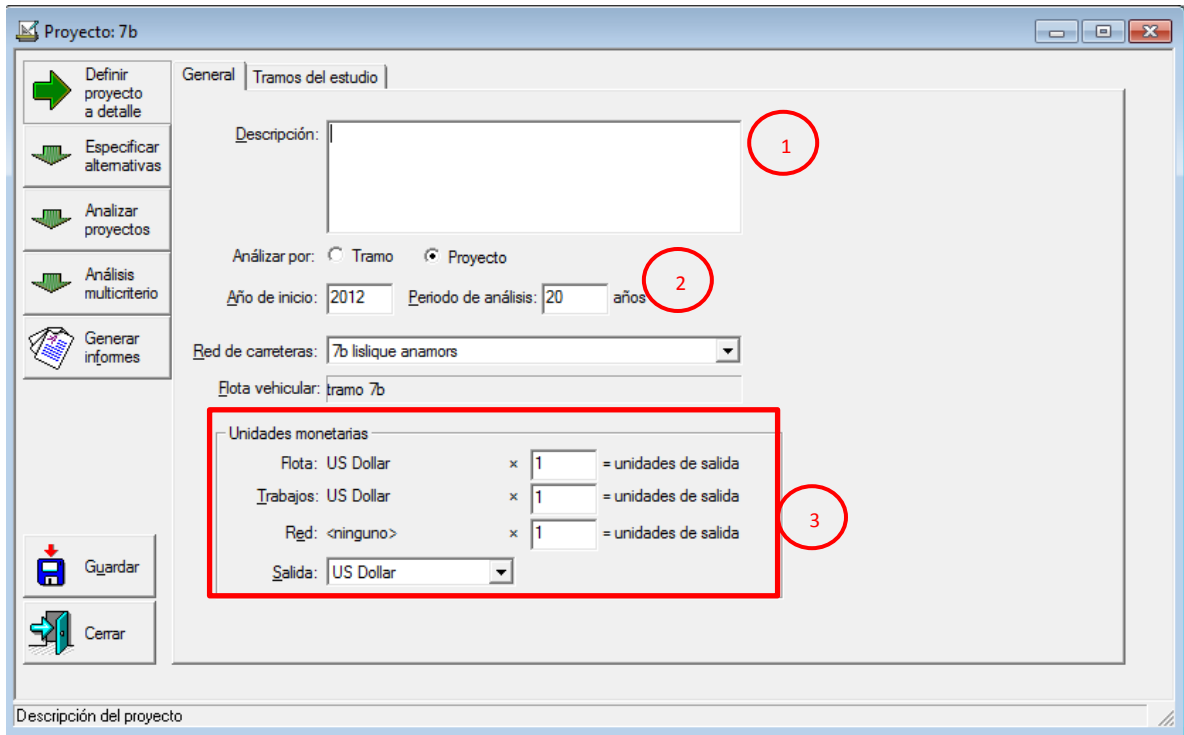 Proyecto: 7b
Definir
proyecto
a detalle
Especificar
alternativas
Analizar
proyectos
Análisis
multicriterio
Generar
informes
Guardar
Cerrar
General
Tramos del estudio
Descripción:
1
Análizar por: Tramo Proyecto
2
Año de inicio: 2012 Periodo de análisis: 20 años
Red de carreteras: 7b lislique anamors
Flota vehicular: tramo 7b
Unidades monetarias
Flota: US Dollar × 1 = unidades de salida
Trabajos: US Dollar × 1 = unidades de salida
3
Red: <ninguno> × 1 = unidades de salida
Salida: US Dollar
Descripción del proyecto